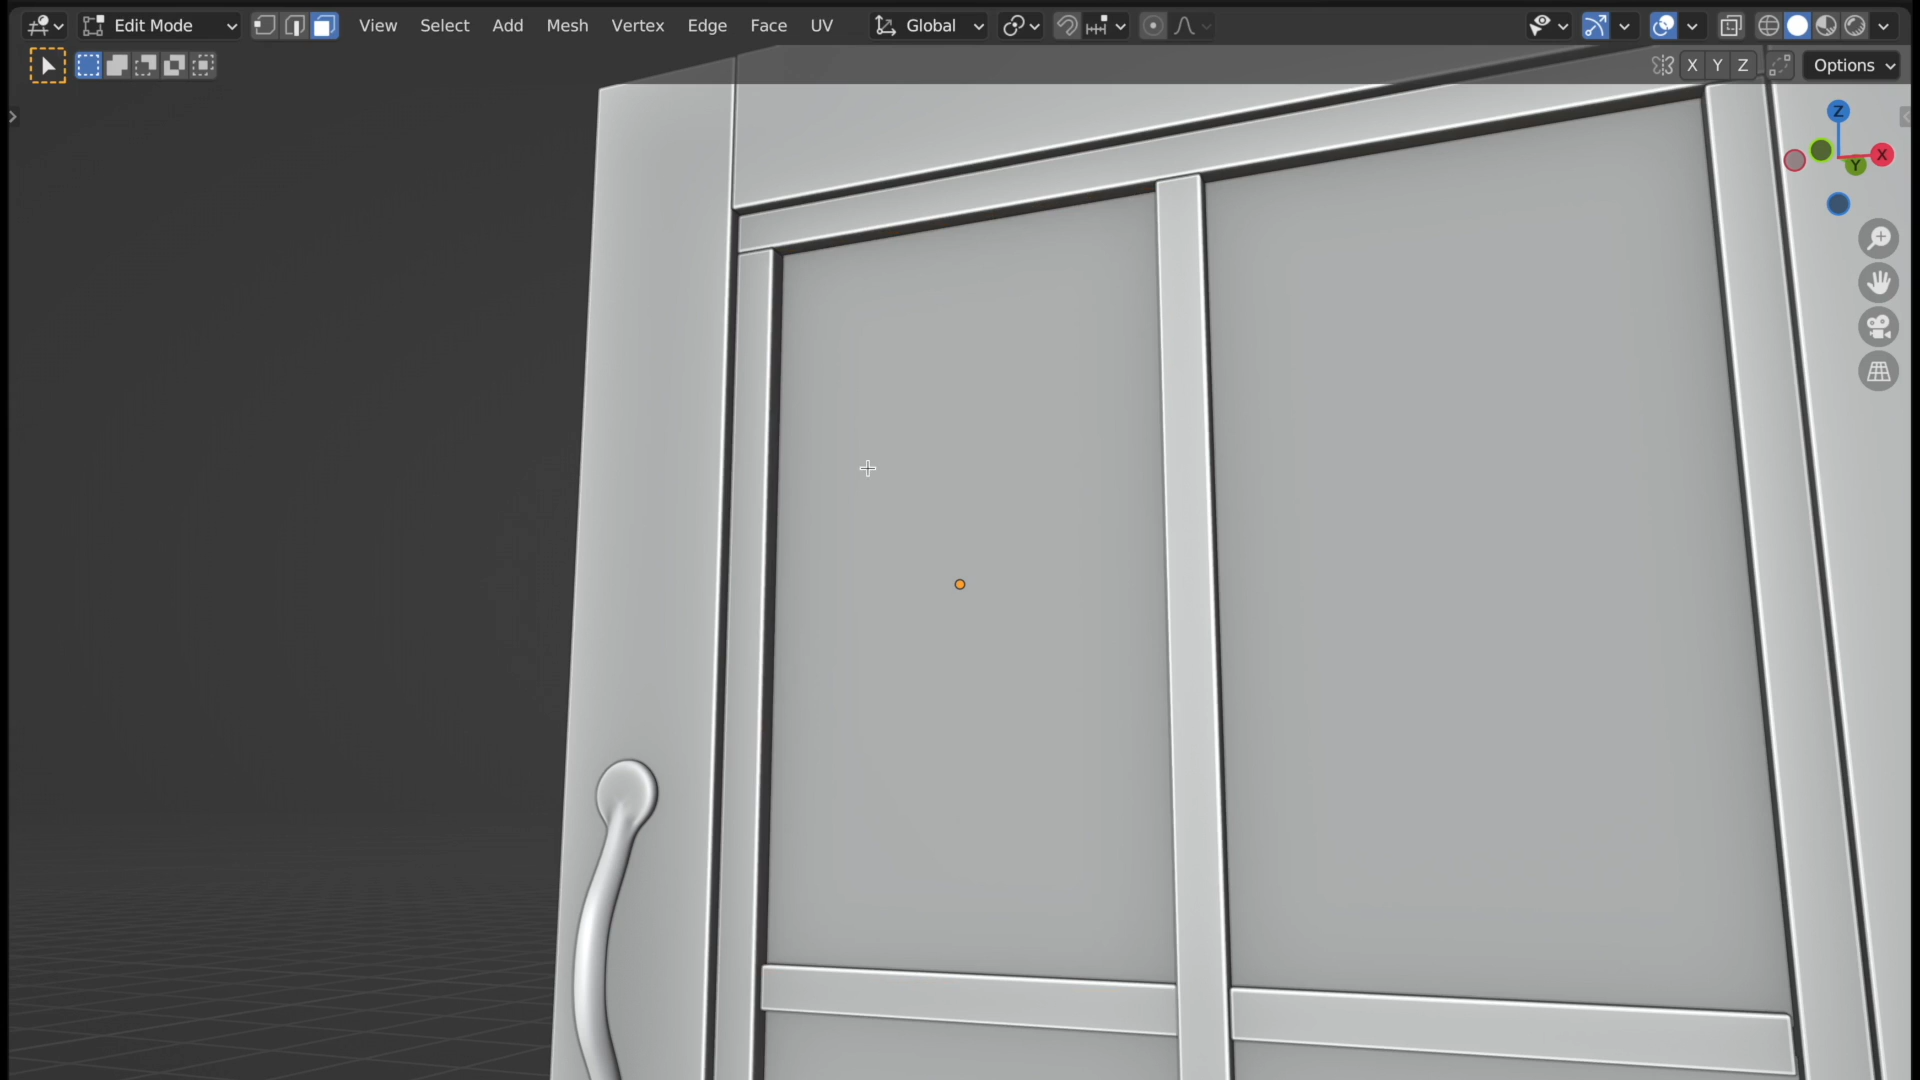 Edit Mode View Select Add Mesh Vertex Edge Face UV Global
X Y Z Options
Z
X
Y